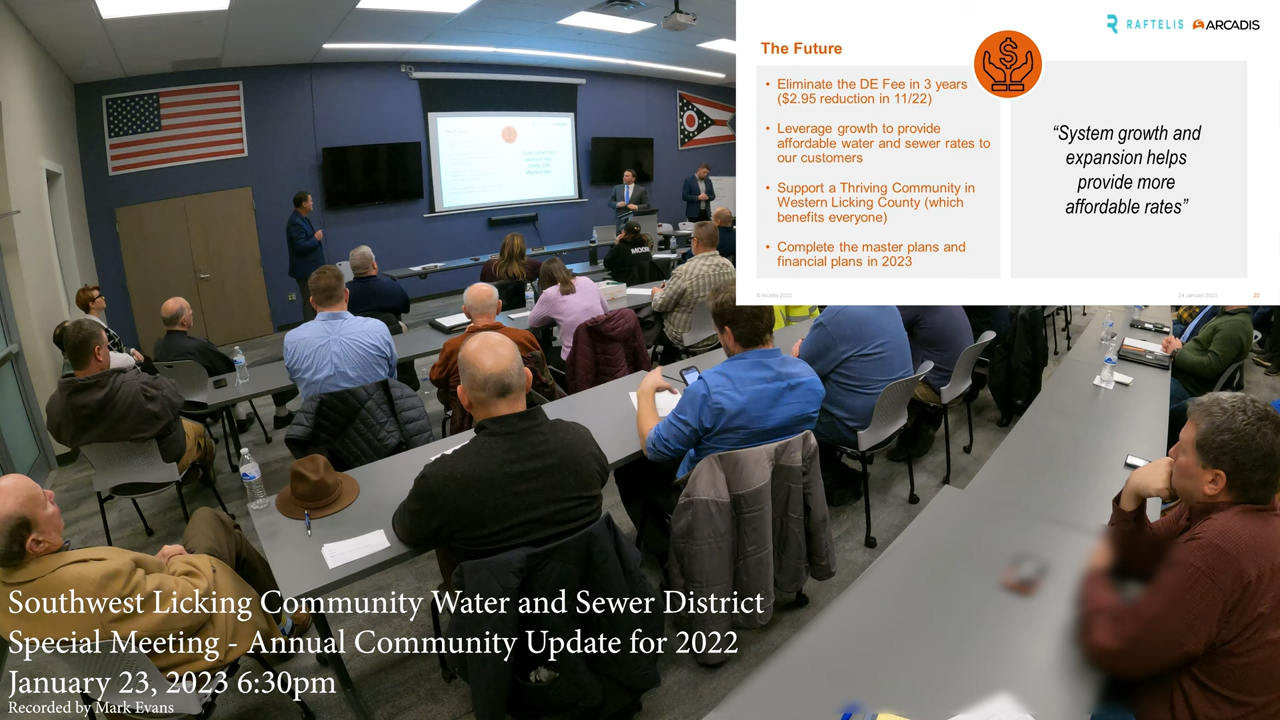 RAFTELIS ARCADIS
The Future
• Eliminate the DE Fee in 3 years
($2.95 reduction in 11/22)
• Leverage growth to provide
affordable water and sewer rates to
our customers
• Support a Thriving Community in
Western Licking County (which
benefits everyone)
• Complete the master plans and
financial plans in 2023
“System growth and
expansion helps
provide more
affordable rates”
© Arcadis 2022
24 January 2023
22
The Future
MOOR
Southwest Licking Community Water and Sewer District
Special Meeting - Annual Community Update for 2022
January 23, 2023 6:30pm
Recorded by Mark Evans